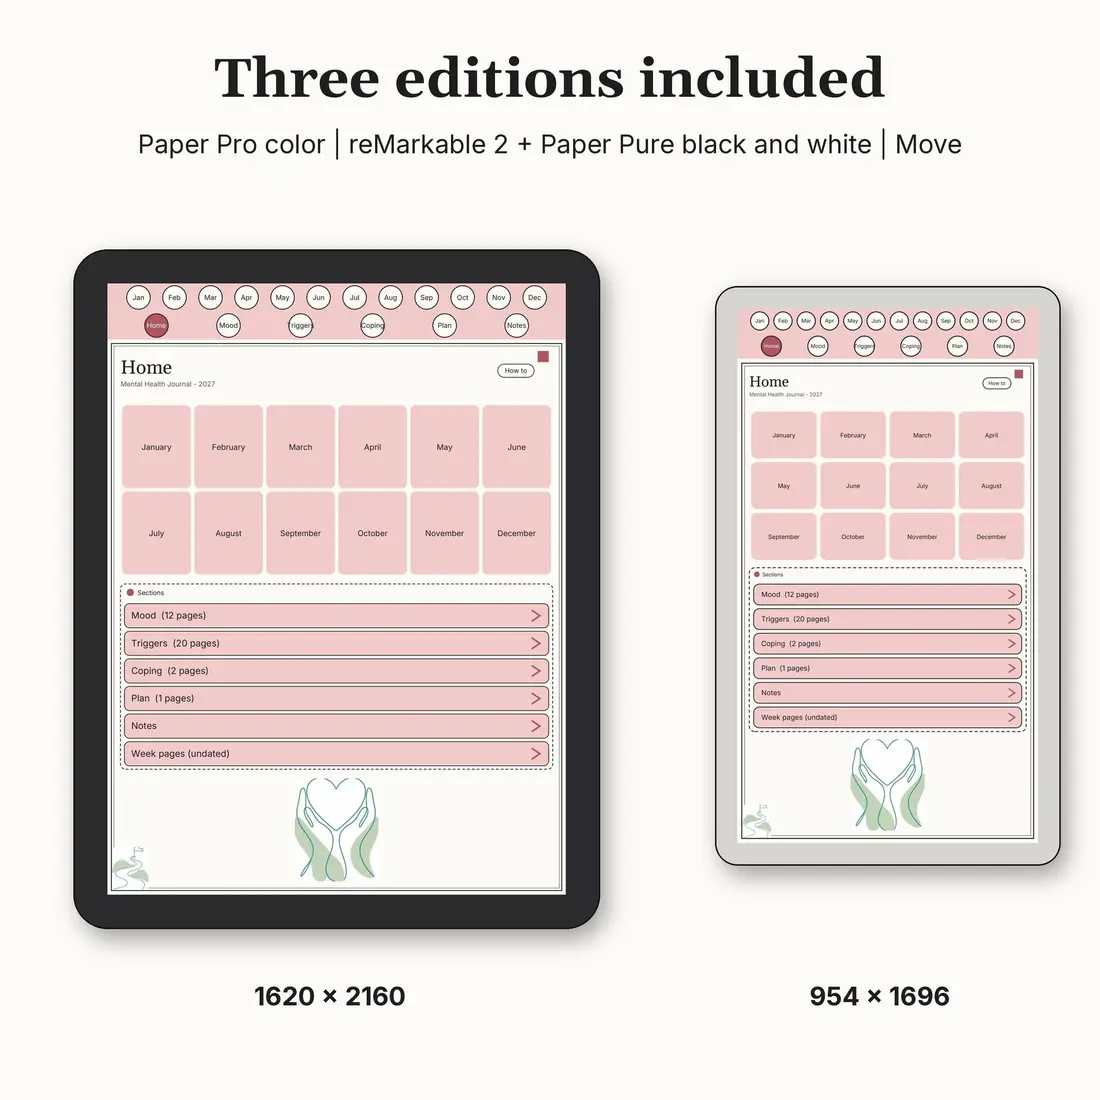 Three editions included
Paper Pro color | reMarkable 2 + Paper Pure black and white | Move
Jan Feb Mar Apr May Jun Jul Aug Sep Oct Nov Dec
Home Mood Triggers Coping Plan Notes
Home
How to
Mental Health Journal - 2027
January February March April May June
July August September October November December
Sections
Mood (12 pages)
Triggers (20 pages)
Coping (2 pages)
Plan (1 pages)
Notes
Week pages (undated)
1620 × 2160
Jan Feb Mar Apr May Jun Jul Aug Sep Oct Nov Dec
Home Mood Triggers Coping Plan Notes
Home
How to
Mental Health Journal - 2027
January February March April
May June July August
September October November December
Sections
Mood (12 pages)
Triggers (20 pages)
Coping (2 pages)
Plan (1 pages)
Notes
Week pages (undated)
954 × 1696